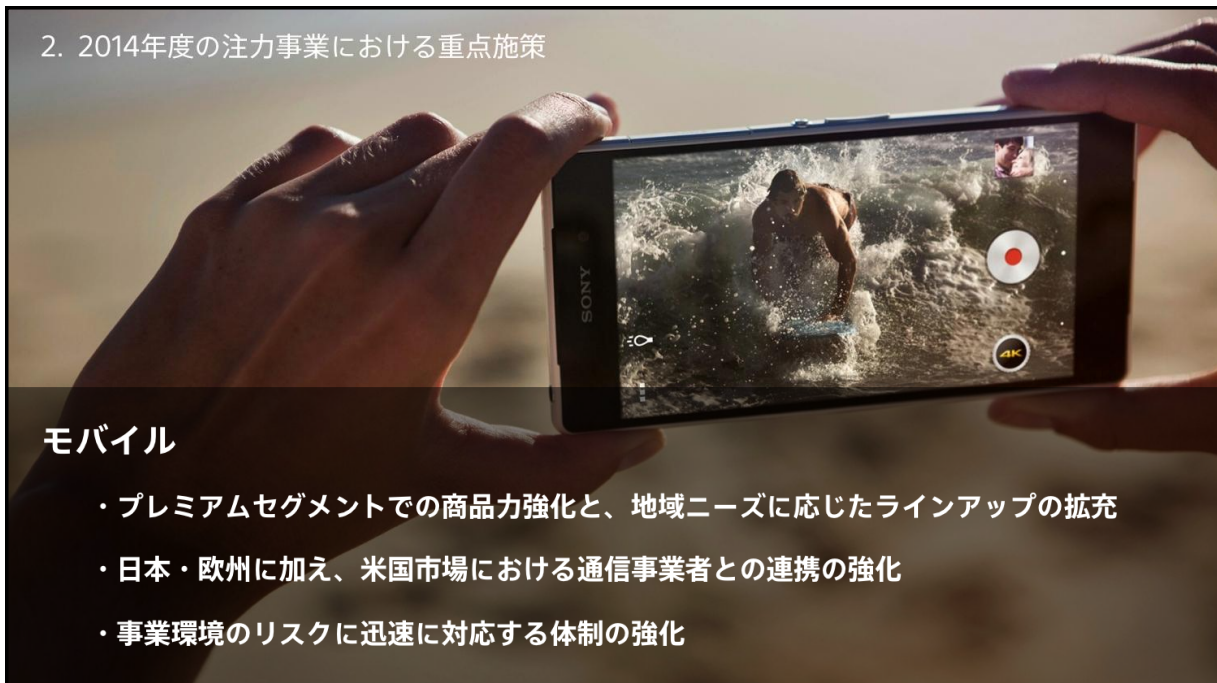 2. 2014年度の注力事業における重点施策
SONY
4K
モバイル
・プレミアムセグメントでの商品力強化と、地域ニーズに応じたラインアップの拡充
・日本・欧州に加え、米国市場における通信事業者との連携の強化
・事業環境のリスクに迅速に対応する体制の強化